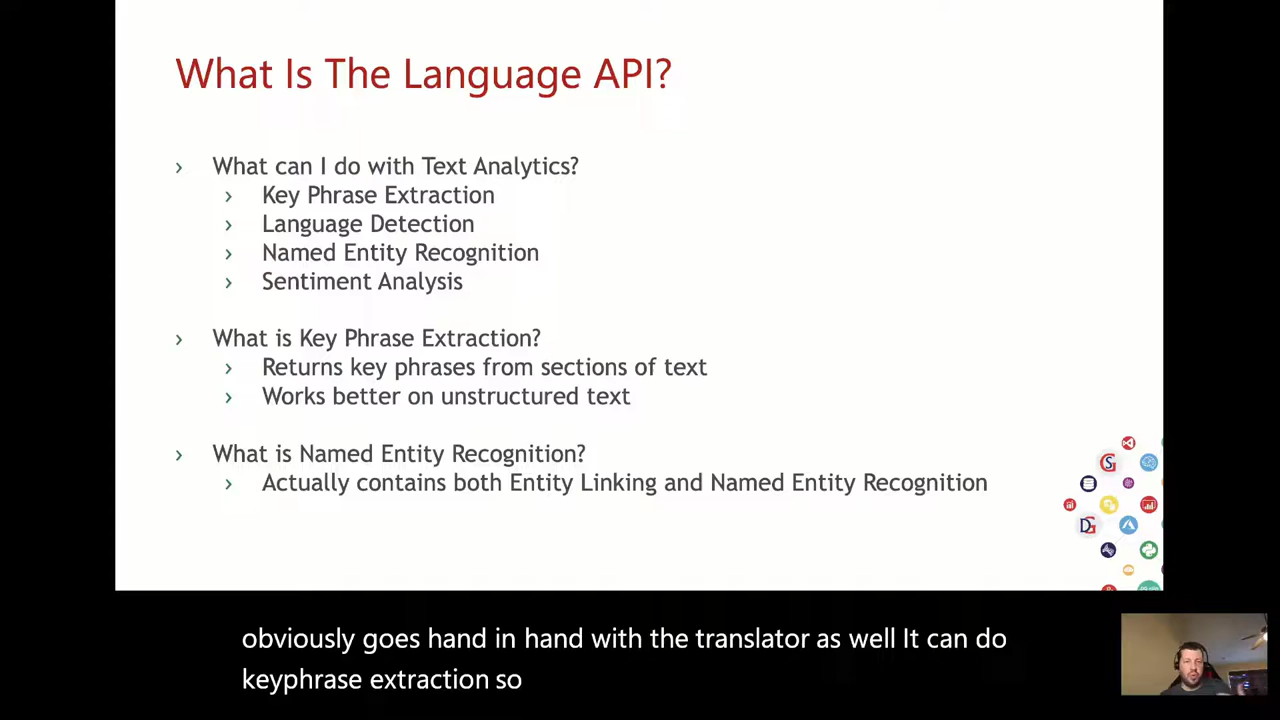 What Is The Language API?
› What can I do with Text Analytics?
› Key Phrase Extraction
› Language Detection
› Named Entity Recognition
› Sentiment Analysis
› What is Key Phrase Extraction?
› Returns key phrases from sections of text
› Works better on unstructured text
› What is Named Entity Recognition?
› Actually contains both Entity Linking and Named Entity Recognition
obviously goes hand in hand with the translator as well It can do
keyphrase extraction so